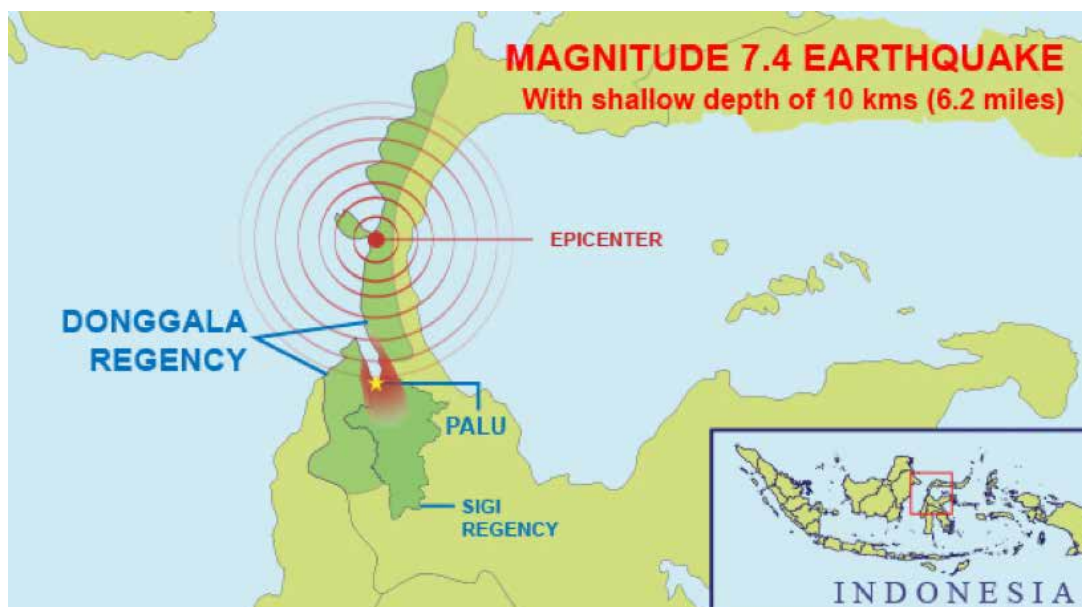 MAGNITUDE 7.4 EARTHQUAKE
With shallow depth of 10 kms (6.2 miles)
EPICENTER
DONGGALA
REGENCY
PALU
SIGI
REGENCY
INDONESIA